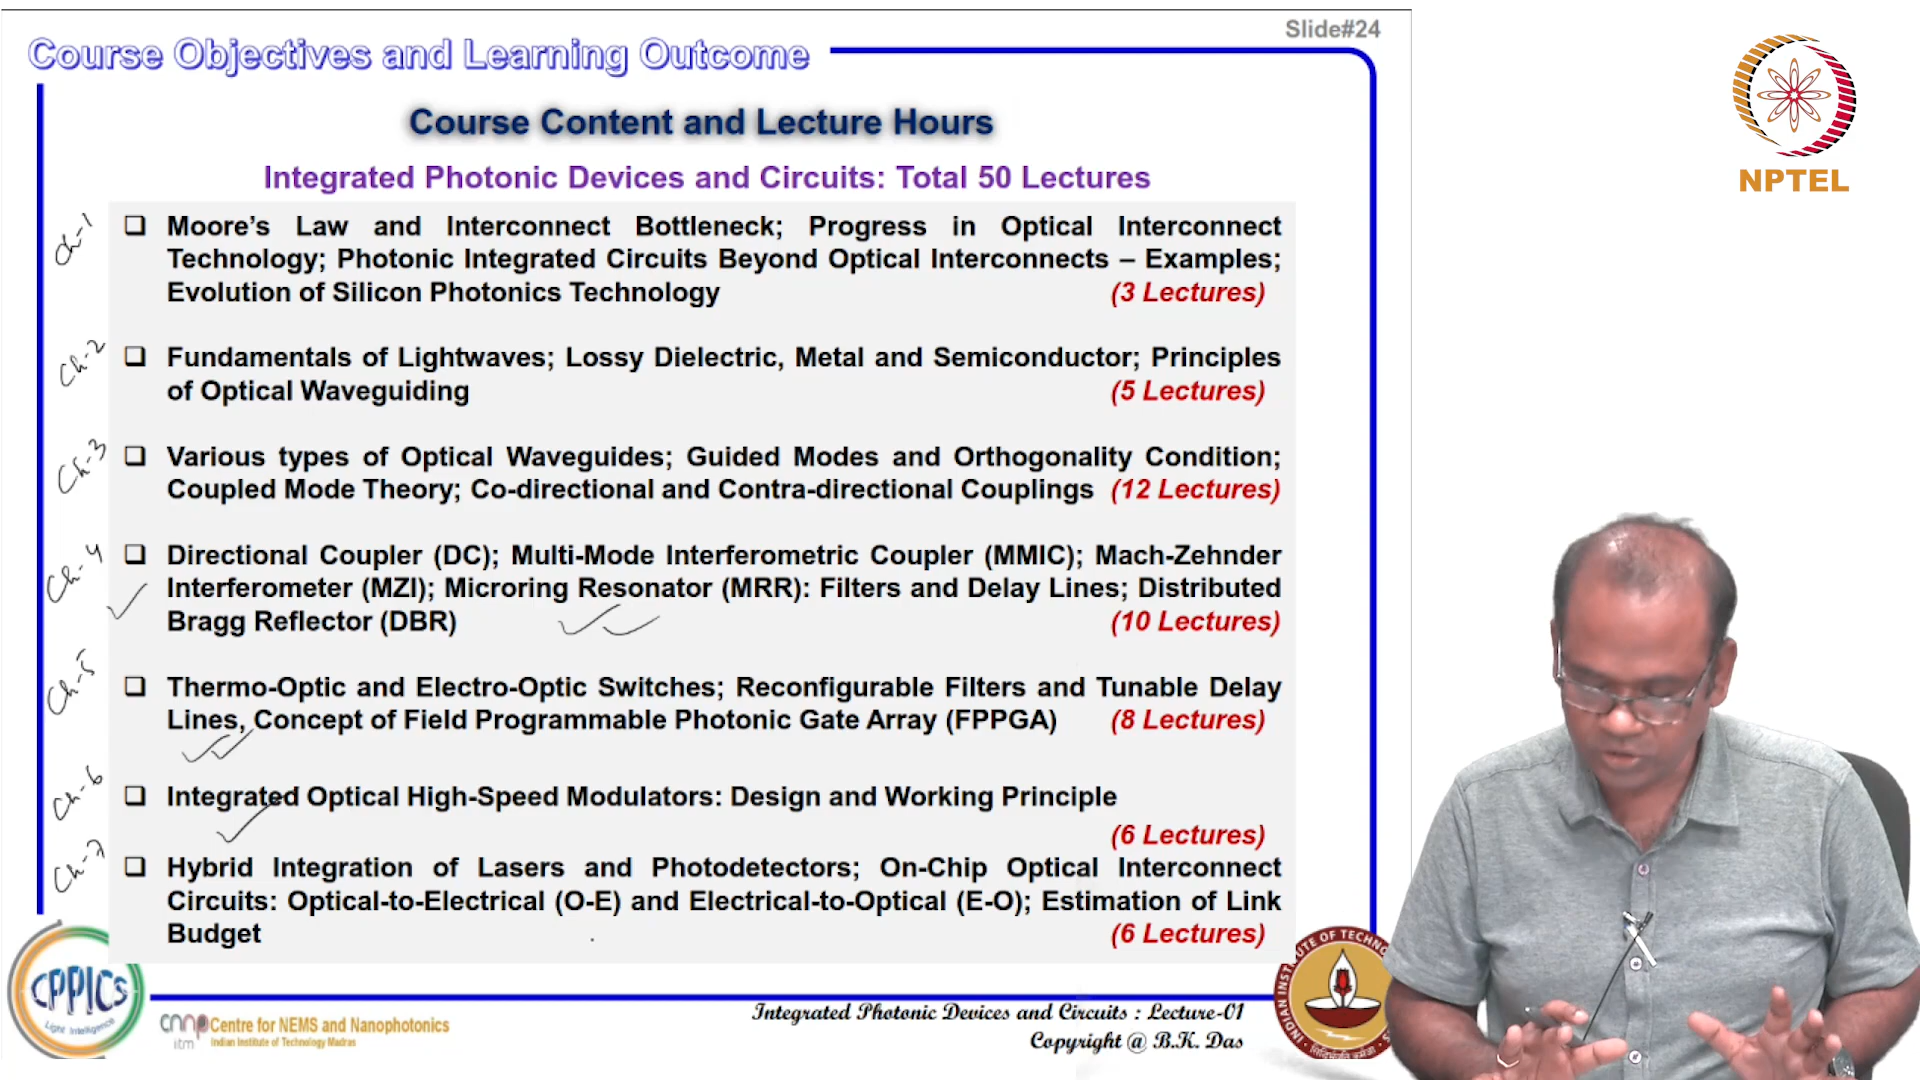 Slide#24
Course Objectives and Learning Outcome
NPTEL
Course Content and Lecture Hours
Integrated Photonic Devices and Circuits: Total 50 Lectures
Ch-1
Moore's Law and Interconnect Bottleneck; Progress in Optical Interconnect
Technology; Photonic Integrated Circuits Beyond Optical Interconnects – Examples;
Evolution of Silicon Photonics Technology (3 Lectures)
Ch-2
Fundamentals of Lightwaves; Lossy Dielectric, Metal and Semiconductor; Principles
of Optical Waveguiding (5 Lectures)
Ch-3
Various types of Optical Waveguides; Guided Modes and Orthogonality Condition;
Coupled Mode Theory; Co-directional and Contra-directional Couplings (12 Lectures)
Ch-4
Directional Coupler (DC); Multi-Mode Interferometric Coupler (MMIC); Mach-Zehnder
Interferometer (MZI); Microring Resonator (MRR): Filters and Delay Lines; Distributed
Bragg Reflector (DBR) (10 Lectures)
Ch-5
Thermo-Optic and Electro-Optic Switches; Reconfigurable Filters and Tunable Delay
Lines, Concept of Field Programmable Photonic Gate Array (FPPGA) (8 Lectures)
Ch-6
Integrated Optical High-Speed Modulators: Design and Working Principle
(6 Lectures)
Ch-7
Hybrid Integration of Lasers and Photodetectors; On-Chip Optical Interconnect
Circuits: Optical-to-Electrical (O-E) and Electrical-to-Optical (E-O); Estimation of Link
Budget (6 Lectures)
CPPICs
Light Intelligence
cnnp
itm
Centre for NEMS and Nanophotonics
Indian Institute of Technology Madras
Integrated Photonic Devices and Circuits : Lecture-01
Copyright @ B.K. Das
INDIAN INSTITUTE OF TECHNO